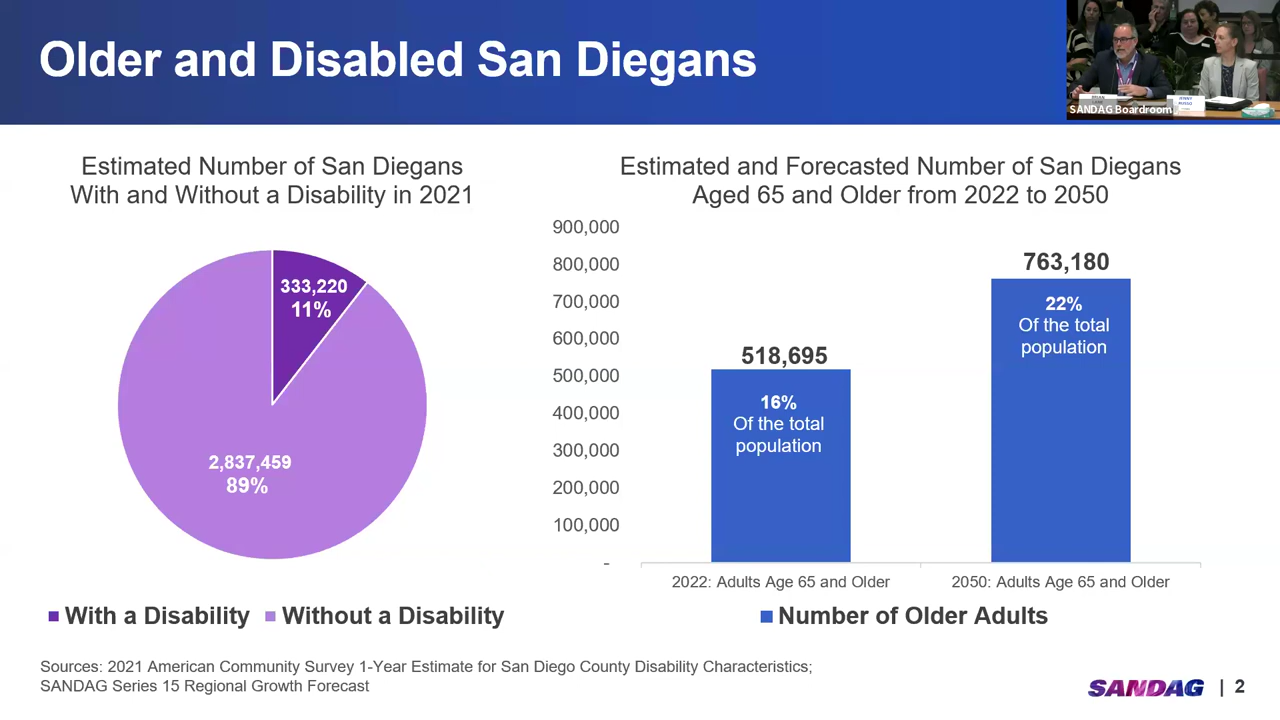 Older and Disabled San Diegans
SANDAG Boardroom
Estimated Number of San Diegans
With and Without a Disability in 2021
333,220
11%
2,837,459
89%
With a Disability
Without a Disability
Estimated and Forecasted Number of San Diegans
Aged 65 and Older from 2022 to 2050
900,000
800,000
700,000
600,000
500,000
400,000
300,000
200,000
100,000
-
518,695
16%
Of the total
population
763,180
22%
Of the total
population
2022: Adults Age 65 and Older
2050: Adults Age 65 and Older
Number of Older Adults
Sources: 2021 American Community Survey 1-Year Estimate for San Diego County Disability Characteristics;
SANDAG Series 15 Regional Growth Forecast
SANDAG | 2